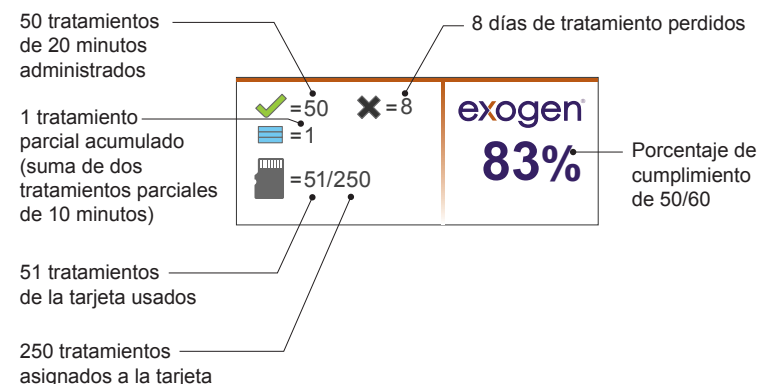 50 tratamientos
de 20 minutos
administrados
8 días de tratamiento perdidos
1 tratamiento
parcial acumulado
(suma de dos
tratamientos parciales
de 10 minutos)
=50
=8
=1
=51/250
exogen
83%
Porcentaje de
cumplimiento
de 50/60
51 tratamientos
de la tarjeta usados
250 tratamientos
asignados a la tarjeta